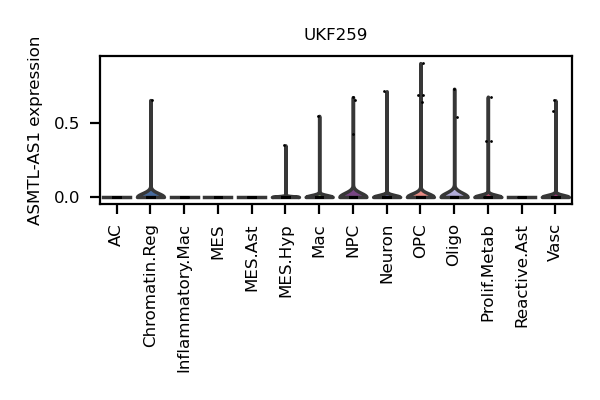 UKF259
ASMTL-AS1 expression
0.5
0.0
AC
Chromatin.Reg
Inflammatory.Mac
MES
MES.Ast
MES.Hyp
Mac
NPC
Neuron
OPC
Oligo
Prolif.Metab
Reactive.Ast
Vasc